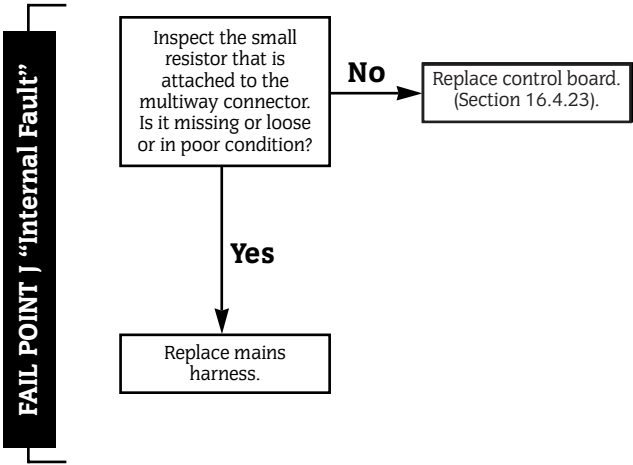 FAIL POINT J “Internal Fault”
Inspect the small
resistor that is
attached to the
multiway connector.
Is it missing or loose
or in poor condition?
No
Replace control board.
(Section 16.4.23).
Yes
Replace mains
harness.